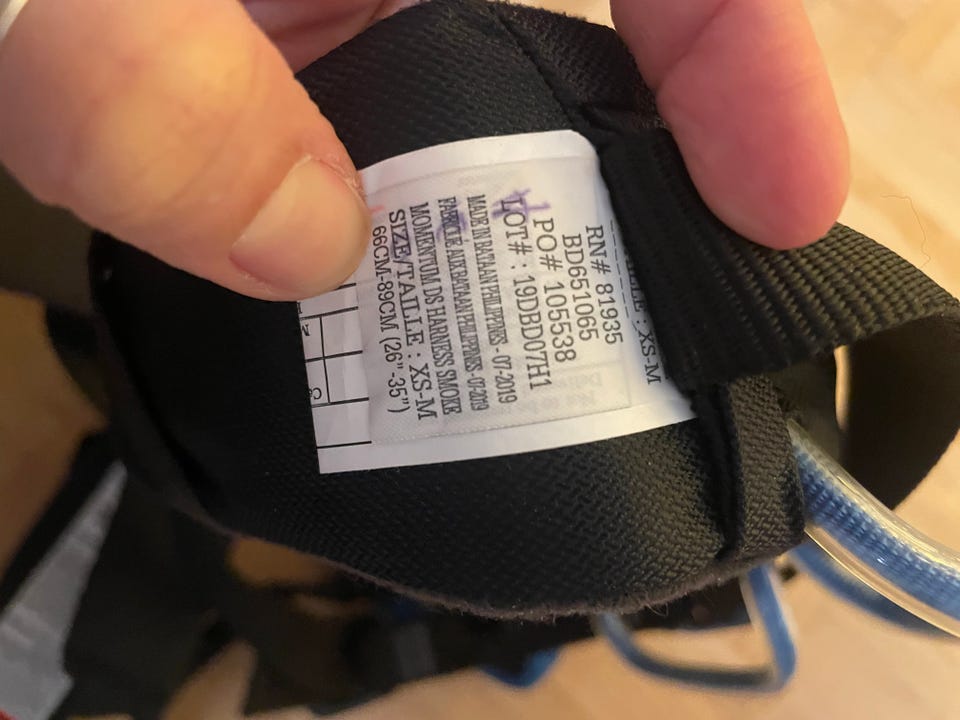 : XS-M
RN# 81935
BD651065
PO# 105538
LOT# : 19DBD07H1
MADE IN BATAAN PHILIPPINES - 07-2019
FABRIQUÉ BATAAN PHILIPPINES -07-2019
MOMENTUM DS HARNESS SMOKE
SIZE/TAILLE : XS-M
66CM-89CM (26"-35")